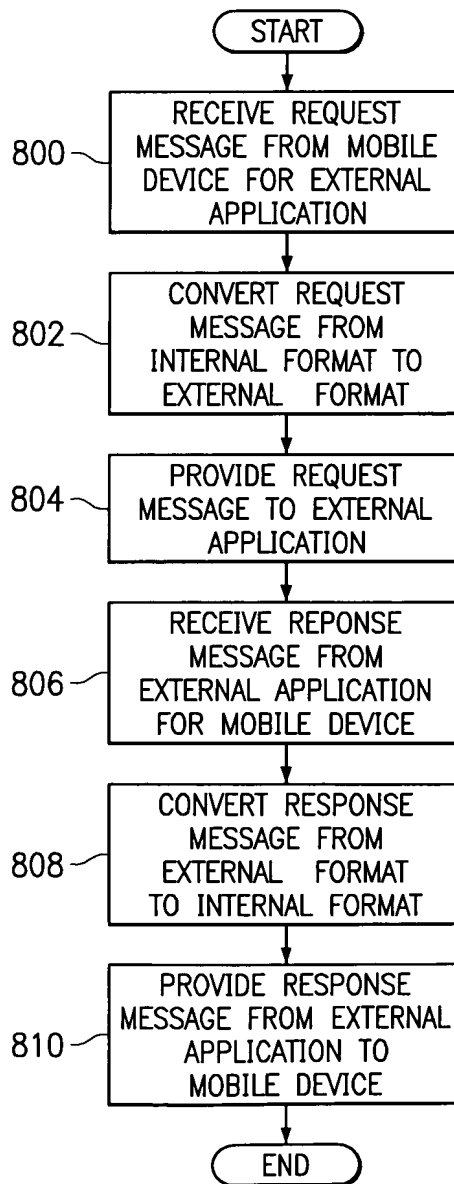 START
800
RECEIVE REQUEST
MESSAGE FROM MOBILE
DEVICE FOR EXTERNAL
APPLICATION
802
CONVERT REQUEST
MESSAGE FROM
INTERNAL FORMAT TO
EXTERNAL FORMAT
804
PROVIDE REQUEST
MESSAGE TO EXTERNAL
APPLICATION
806
RECEIVE REPONSE
MESSAGE FROM
EXTERNAL APPLICATION
FOR MOBILE DEVICE
808
CONVERT RESPONSE
MESSAGE FROM
EXTERNAL FORMAT
TO INTERNAL FORMAT
810
PROVIDE RESPONSE
MESSAGE FROM EXTERNAL
APPLICATION TO
MOBILE DEVICE
END